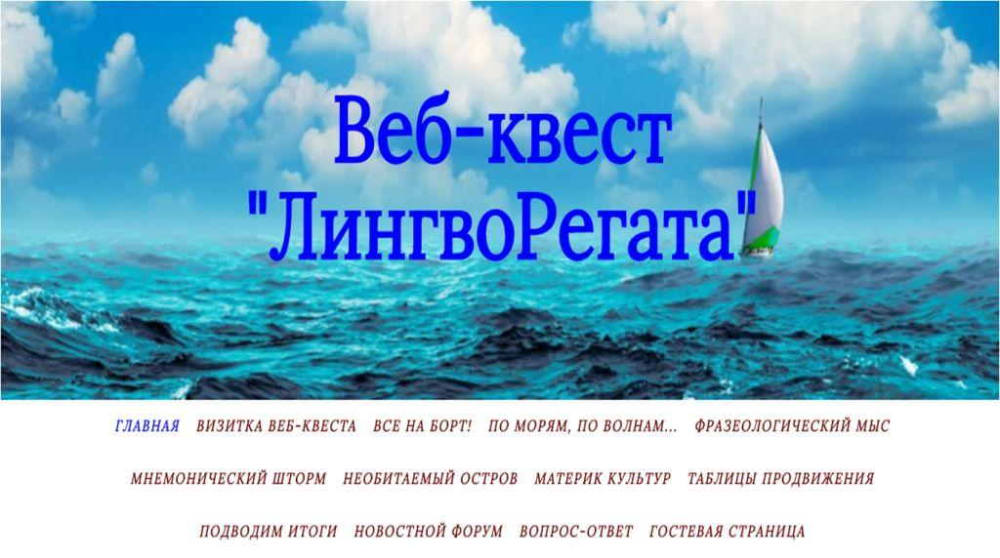 Веб-квест
"ЛингвоРегата"
ГЛАВНАЯ ВИЗИТКА ВЕБ-КВЕСТА ВСЕ НА БОРТ! ПО МОРЯМ, ПО ВОЛНАМ... ФРАЗЕОЛОГИЧЕСКИЙ МЫС
МНЕМОНИЧЕСКИЙ ШТОРМ НЕОБИТАЕМЫЙ ОСТРОВ МАТЕРИК КУЛЬТУР ТАБЛИЦЫ ПРОДВИЖЕНИЯ
ПОДВОДИМ ИТОГИ НОВОСТНОЙ ФОРУМ ВОПРОС-ОТВЕТ ГОСТЕВАЯ СТРАНИЦА